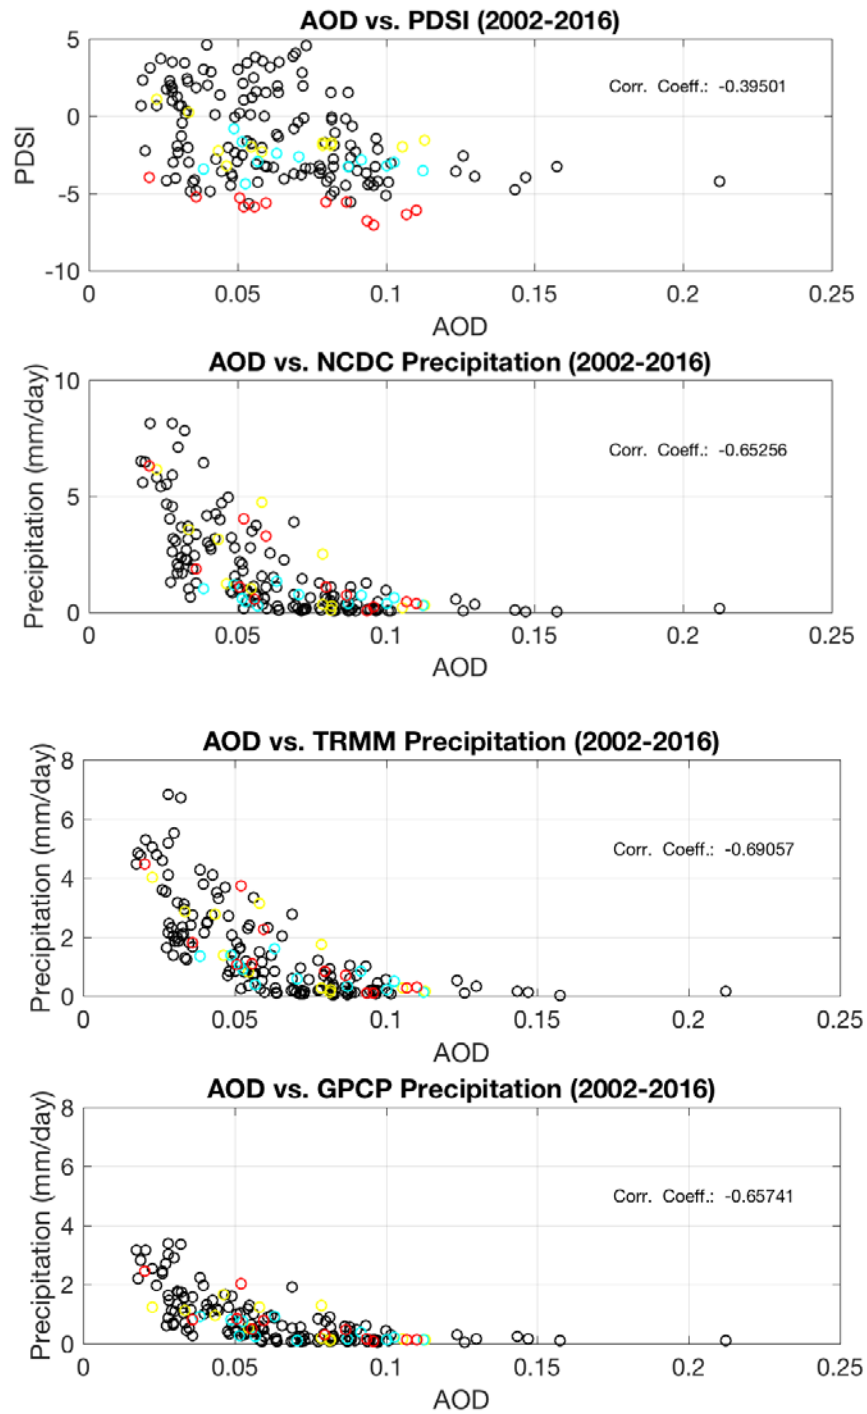 AOD vs. PDSI (2002-2016)
5
0
-5
-10
PDSI
Corr. Coeff.: -0.39501
0 0.05 0.1 0.15 0.2 0.25
AOD
AOD vs. NCDC Precipitation (2002-2016)
10
5
0
Precipitation (mm/day)
Corr. Coeff.: -0.65256
0 0.05 0.1 0.15 0.2 0.25
AOD
AOD vs. TRMM Precipitation (2002-2016)
8
6
4
2
0
Precipitation (mm/day)
Corr. Coeff.: -0.69057
0 0.05 0.1 0.15 0.2 0.25
AOD
AOD vs. GPCP Precipitation (2002-2016)
8
6
4
2
0
Precipitation (mm/day)
Corr. Coeff.: -0.65741
0 0.05 0.1 0.15 0.2 0.25
AOD